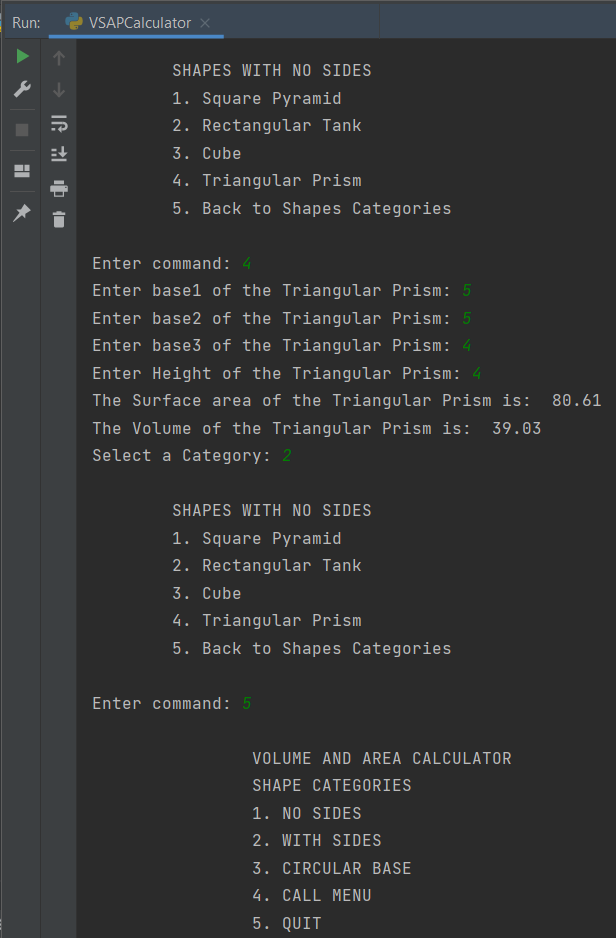 Run: VSAPCalculator
SHAPES WITH NO SIDES
1. Square Pyramid
2. Rectangular Tank
3. Cube
4. Triangular Prism
5. Back to Shapes Categories
Enter command: 4
Enter base1 of the Triangular Prism: 5
Enter base2 of the Triangular Prism: 5
Enter base3 of the Triangular Prism: 4
Enter Height of the Triangular Prism: 4
The Surface area of the Triangular Prism is:  80.61
The Volume of the Triangular Prism is:  39.03
Select a Category: 2
SHAPES WITH NO SIDES
1. Square Pyramid
2. Rectangular Tank
3. Cube
4. Triangular Prism
5. Back to Shapes Categories
Enter command: 5
VOLUME AND AREA CALCULATOR
SHAPE CATEGORIES
1. NO SIDES
2. WITH SIDES
3. CIRCULAR BASE
4. CALL MENU
5. QUIT